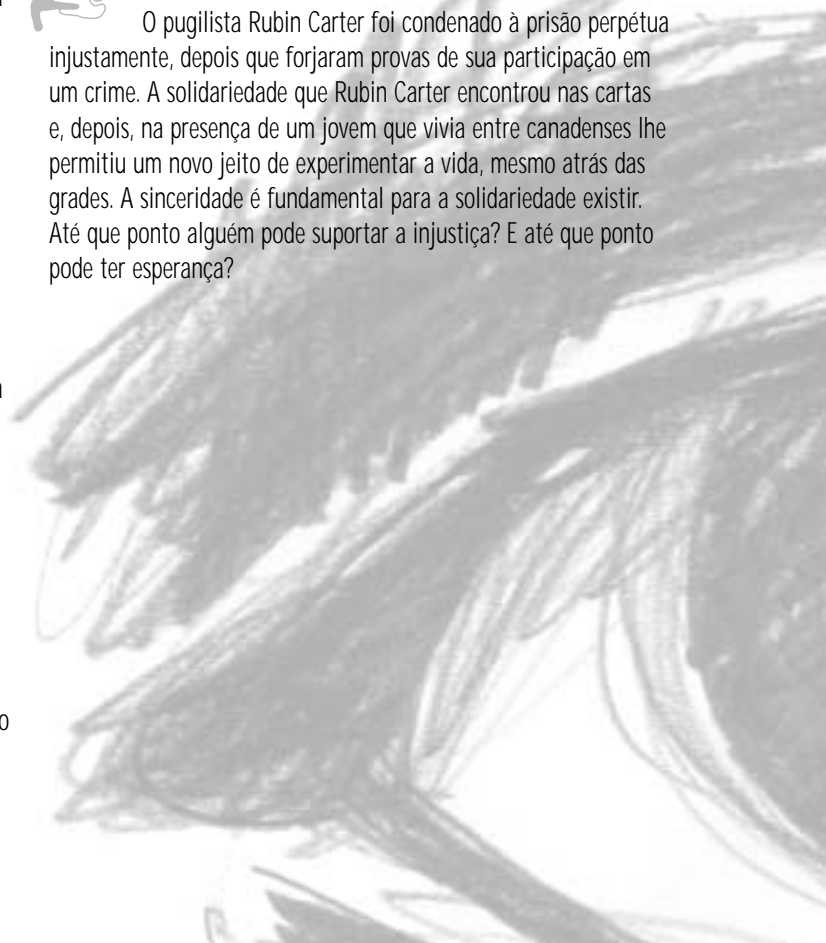 O pugilista Rubin Carter foi condenado à prisão perpétua
injustamente, depois que forjaram provas de sua participação em
um crime. A solidariedade que Rubin Carter encontrou nas cartas
e, depois, na presença de um jovem que vivia entre canadenses lhe
permitiu um novo jeito de experimentar a vida, mesmo atrás das
grades. A sinceridade é fundamental para a solidariedade existir.
Até que ponto alguém pode suportar a injustiça? E até que ponto
pode ter esperança?